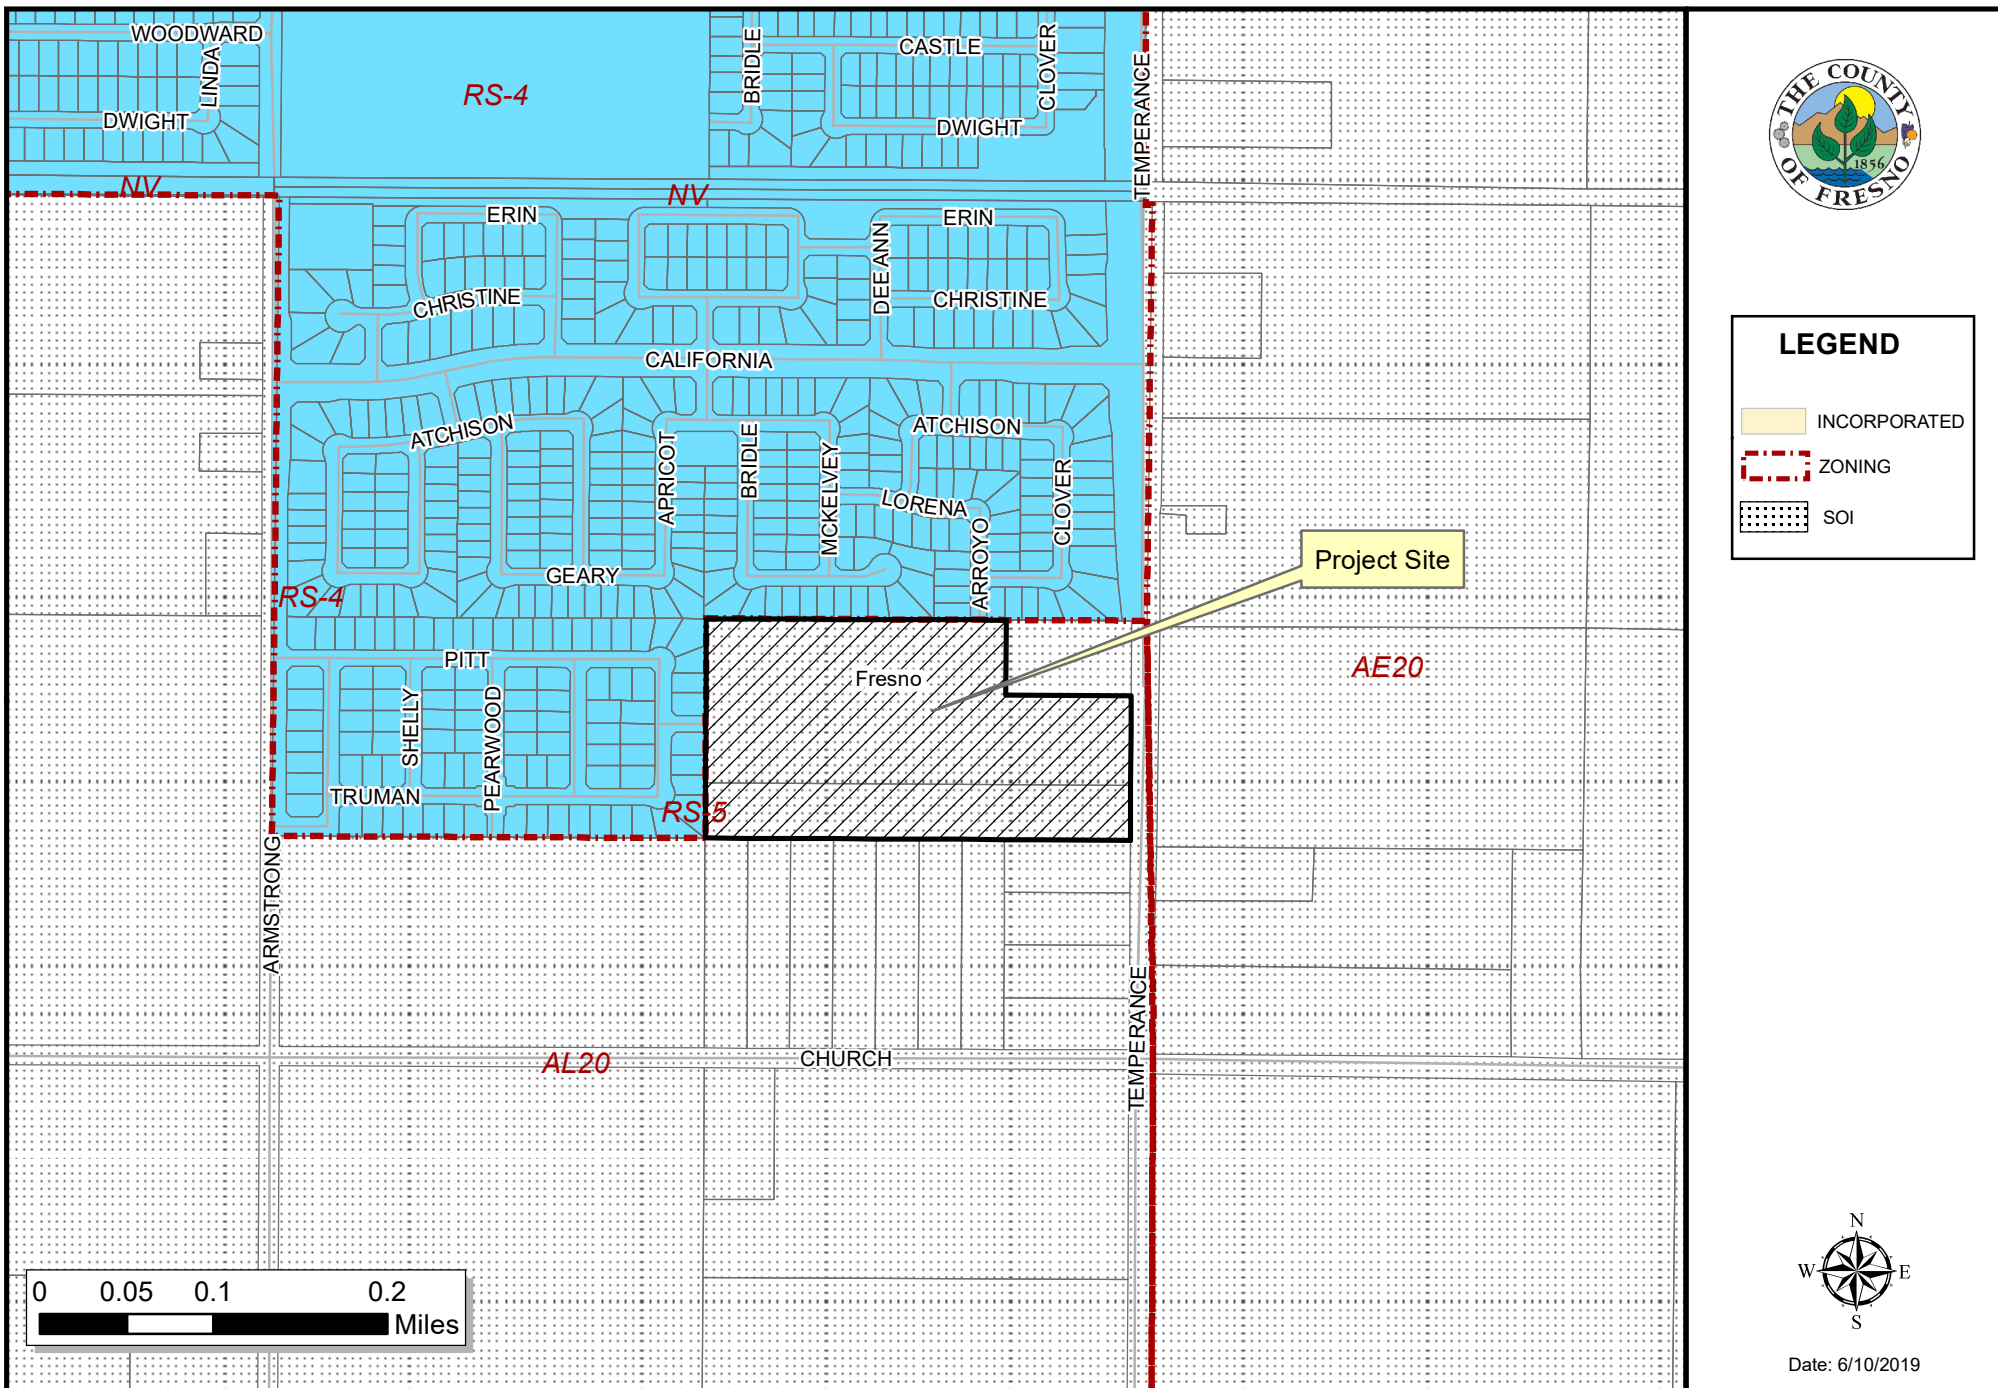 WOODWARD
LINDA
DWIGHT
RS-4
BRIDLE
CASTLE
CLOVER
DWIGHT
TEMPERANCE
NV
NV
ERIN
DEE ANN
ERIN
CHRISTINE
CHRISTINE
CALIFORNIA
ATCHISON
APRICOT
BRIDLE
MCKELVEY
ATCHISON
LORENA
CLOVER
ARROYO
GEARY
RS-4
Project Site
PITT
SHELLY
PEARWOOD
Fresno
AE20
TRUMAN
RS-5
ARMSTRONG
TEMPERANCE
AL20
CHURCH
0 0.05 0.1 0.2
Miles
THE COUNTY
OF FRESNO
1856
LEGEND
INCORPORATED
ZONING
SOI
N
W E
S
Date: 6/10/2019